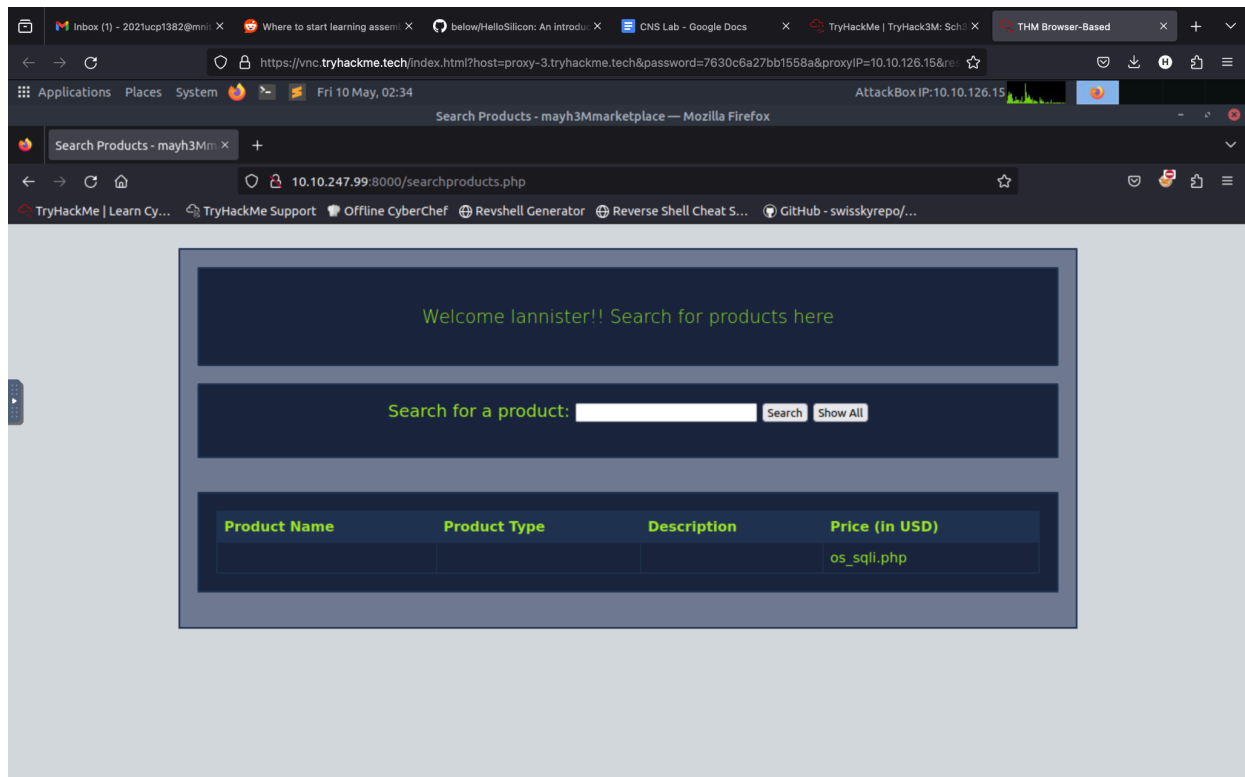 Inbox (1) - 2021ucp1382@mnit
Where to start learning assemb
below/HelloSilicon: An introduc
CNS Lab - Google Docs
TryHackMe | TryHack3M: Sch3
THM Browser-Based
https://vnc.tryhackme.tech/index.html?host=proxy-3.tryhackme.tech&password=7630c6a27bb1558a&proxyIP=10.10.126.15&res
H
Applications Places System Fri 10 May, 02:34 AttackBox IP:10.10.126.15
Search Products - mayh3Mmarketplace — Mozilla Firefox
Search Products - mayh3Mm
10.10.247.99:8000/searchproducts.php
TryHackMe | Learn Cy... TryHackMe Support Offline CyberChef Revshell Generator Reverse Shell Cheat S... GitHub - swisskyrepo/...
Welcome lannister!! Search for products here
Search for a product: Search Show All
Product Name Product Type Description Price (in USD)
os_sqli.php